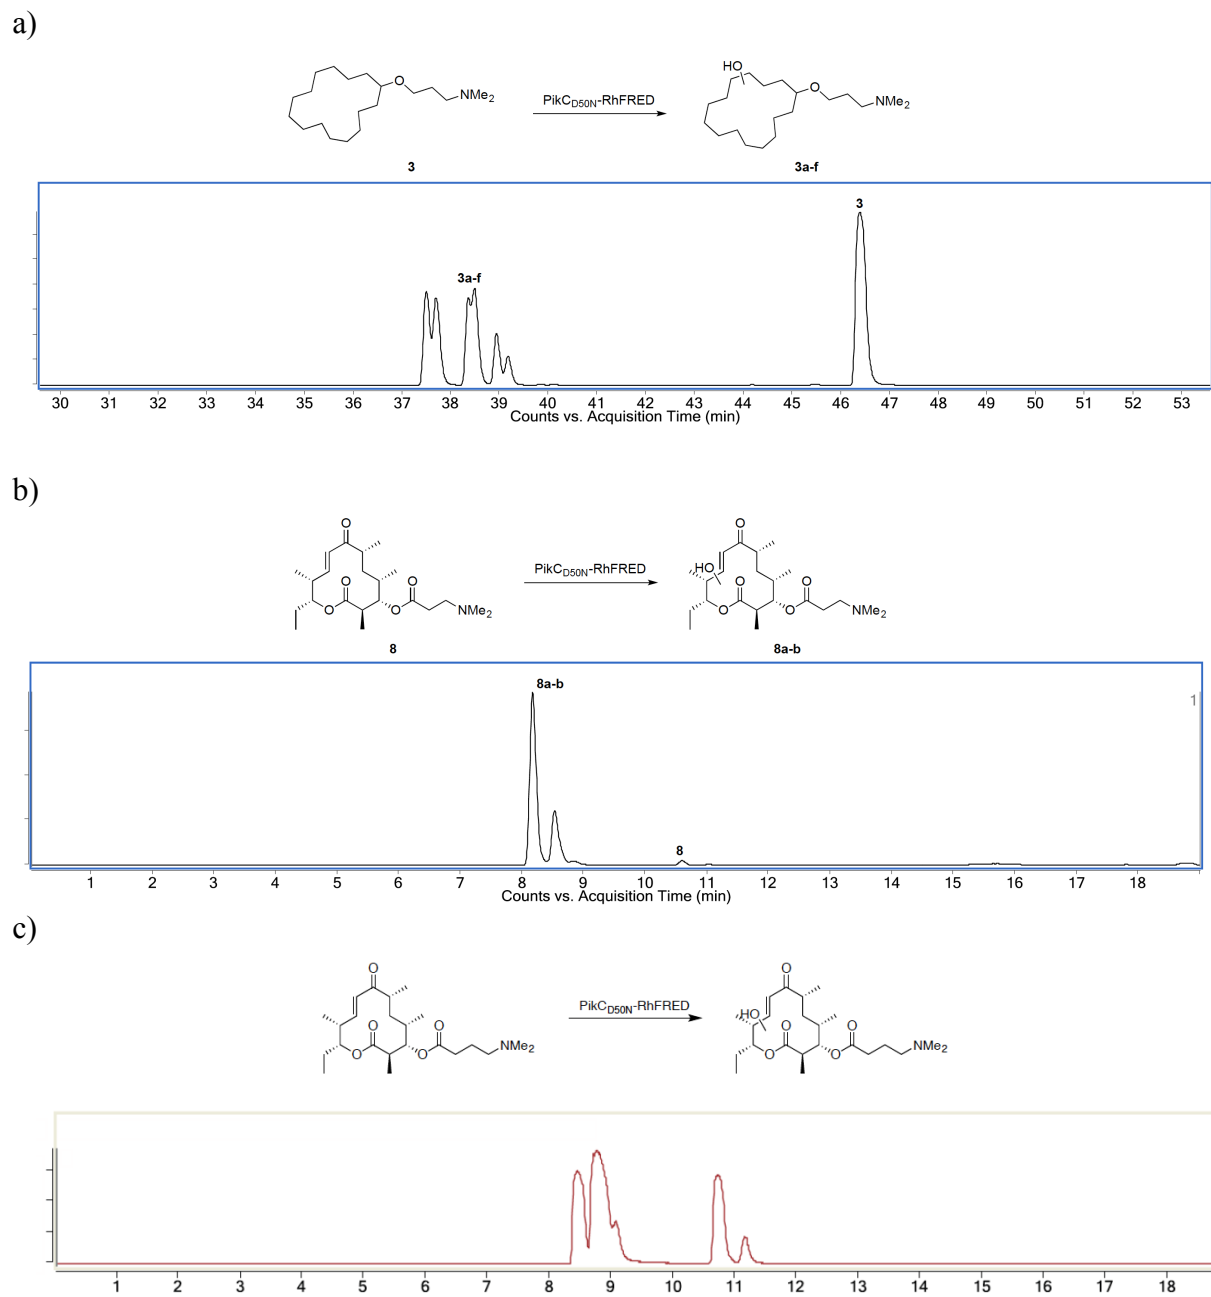 a)
O
NMe2
PikCD50N-RhFRED
HO
O
NMe2
3
3a-f
3
3a-f
30 31 32 33 34 35 36 37 38 39 40 41 42 43 44 45 46 47 48 49 50 51 52 53
Counts vs. Acquisition Time (min)
b)
O
O
O
O
O
NMe2
PikCD50N-RhFRED
O
HO
O
O
O
O
NMe2
8
8a-b
8a-b
1
8
1 2 3 4 5 6 7 8 9 10 11 12 13 14 15 16 17 18
Counts vs. Acquisition Time (min)
c)
O
O
O
O
O
NMe2
PikCD50N-RhFRED
O
HO
O
O
O
O
NMe2
1 2 3 4 5 6 7 8 9 10 11 12 13 14 15 16 17 18